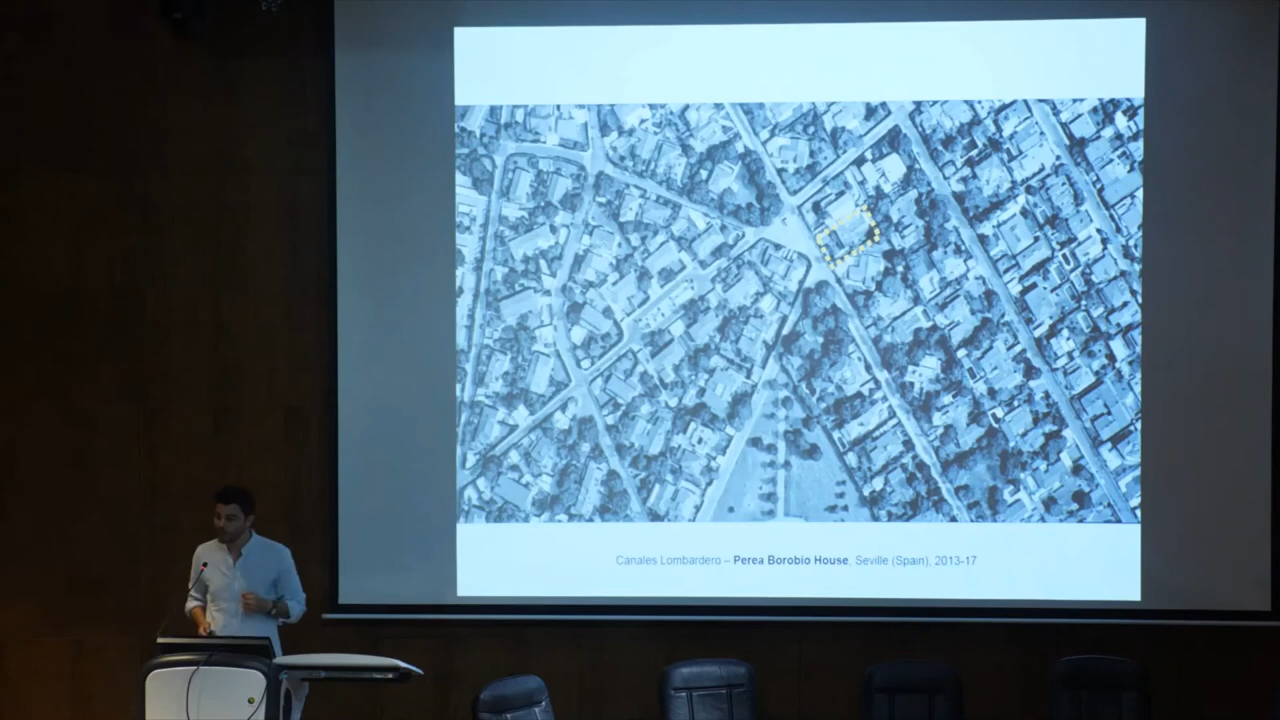 Canales Lombardero – Perea Borobio House, Seville (Spain), 2013-17